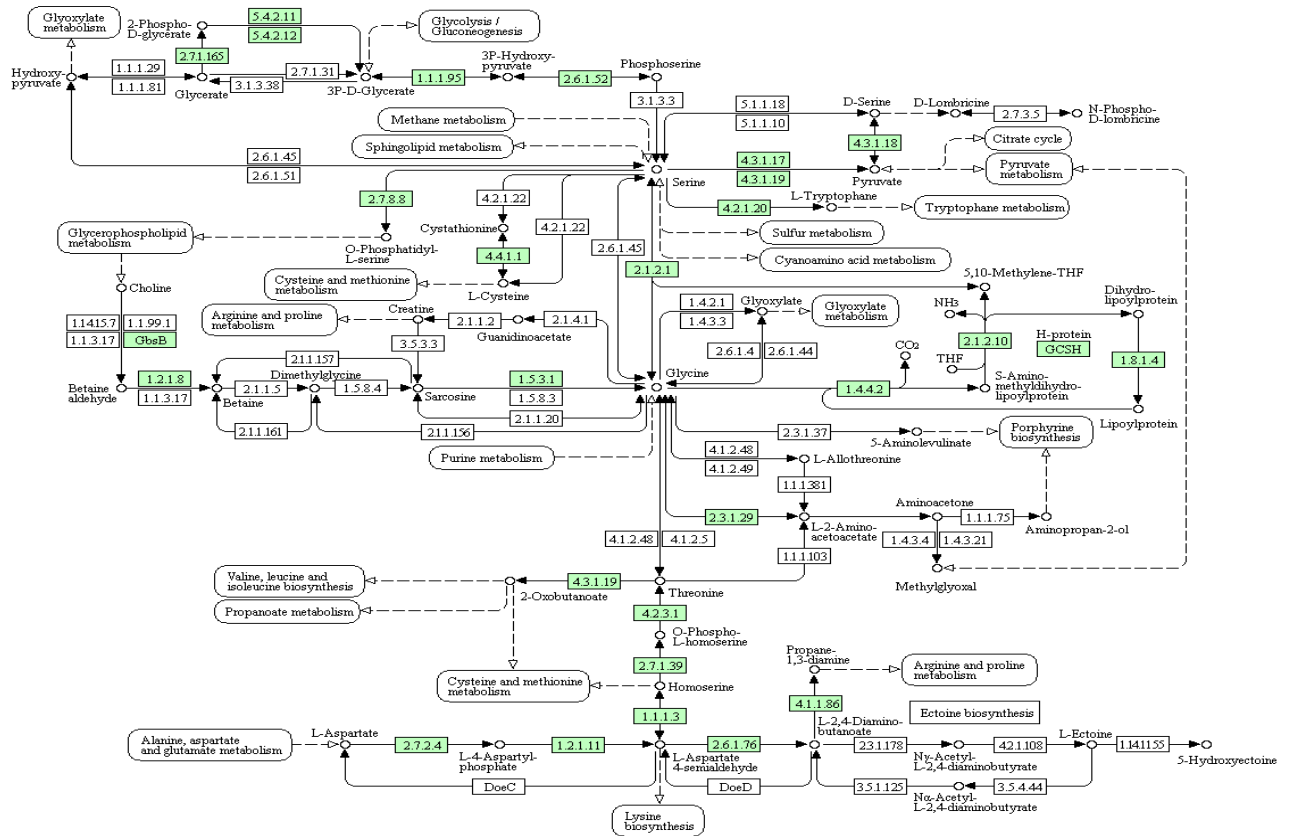 Glyoxylate
metabolism
2-Phospho-
D-glycerate
5.4.2.11
5.4.2.12
Glycolysis /
Gluconeogenesis
2.7.1.165
Hydroxy-
pyruvate
1.1.1.29
1.1.1.81
Glycerate
2.7.1.31
3.1.3.38
3P-D-Glycerate
1.1.1.95
3P-Hydroxy-
pyruvate
2.6.1.52
Phosphoserine
3.1.3.3
Methane metabolism
Sphingolipid metabolism
5.1.1.18
5.1.1.10
D-Serine
D-Lombricine
2.7.3.5
N-Phospho-
D-lombricine
4.3.1.18
Citrate cycle
2.6.1.45
2.6.1.51
Serine
4.3.1.17
4.3.1.19
Pyruvate
Pyruvate
metabolism
2.7.8.8
4.2.1.22
4.2.1.22
4.2.1.20
L-Tryptophane
Tryptophane metabolism
Glycerophospholipid
metabolism
O-Phosphatidyl-
L-serine
Cystathionine
4.4.1.1
2.6.1.45
Sulfur metabolism
Cyanoamino acid metabolism
2.1.2.1
Choline
Cysteine and methionine
metabolism
L-Cysteine
5,10-Methylene-THF
Arginine and proline
metabolism
Creatine
2.1.1.2
Guanidinoacetate
2.1.4.1
1.4.2.1
1.4.3.3
Glyoxylate
Glyoxylate
metabolism
NH3
Dihydro-
lipoylprotein
1.14.15.7
1.1.99.1
1.1.3.17
GbsB
3.5.3.3
2.6.1.4
2.6.1.44
CO2
THF
2.1.2.10
H-protein
GCSH
1.8.1.4
2.1.1.157
Betaine
aldehyde
1.2.1.8
1.1.3.17
Betaine
2.1.1.5
Dimethylglycine
1.5.8.4
Sarcosine
1.5.3.1
1.5.8.3
2.1.1.20
Glycine
1.4.4.2
S-Amino-
methyldihydro-
lipoylprotein
Lipoylprotein
2.1.1.161
2.1.1.156
Purine metabolism
2.3.1.37
5-Aminolevulinate
Porphyrine
biosynthesis
4.1.2.48
4.1.2.49
L-Allothreonine
1.1.1.381
2.3.1.29
L-2-Amino-
acetoacetate
Aminoacetone
1.1.1.75
Aminopropan-2-ol
4.1.2.48
4.1.2.5
1.1.1.103
1.4.3.4
1.4.3.21
Methylglyoxal
Valine, leucine and
isoleucine biosynthesis
Propanoate metabolism
2-Oxobutanoate
4.3.1.19
Threonine
4.2.3.1
O-Phospho-
L-homoserine
2.7.1.39
Cysteine and methionine
metabolism
Homoserine
Propane-
1,3-diamine
Arginine and proline
metabolism
1.1.1.3
4.1.1.86
Ectoine biosynthesis
Alanine, aspartate
and glutamate metabolism
L-Aspartate
2.7.2.4
L-4-Aspartyl-
phosphate
1.2.1.11
L-Aspartate
4-semialdehyde
2.6.1.76
L-2,4-Diamino-
butanoate
2.3.1.178
Nγ-Acetyl-
L-2,4-diaminobutyrate
4.2.1.108
L-Ectoine
1.14.11.55
5-Hydroxyectoine
DoeC
DoeD
3.5.1.125
Nα-Acetyl-
L-2,4-diaminobutyrate
3.5.4.44
Lysine
biosynthesis